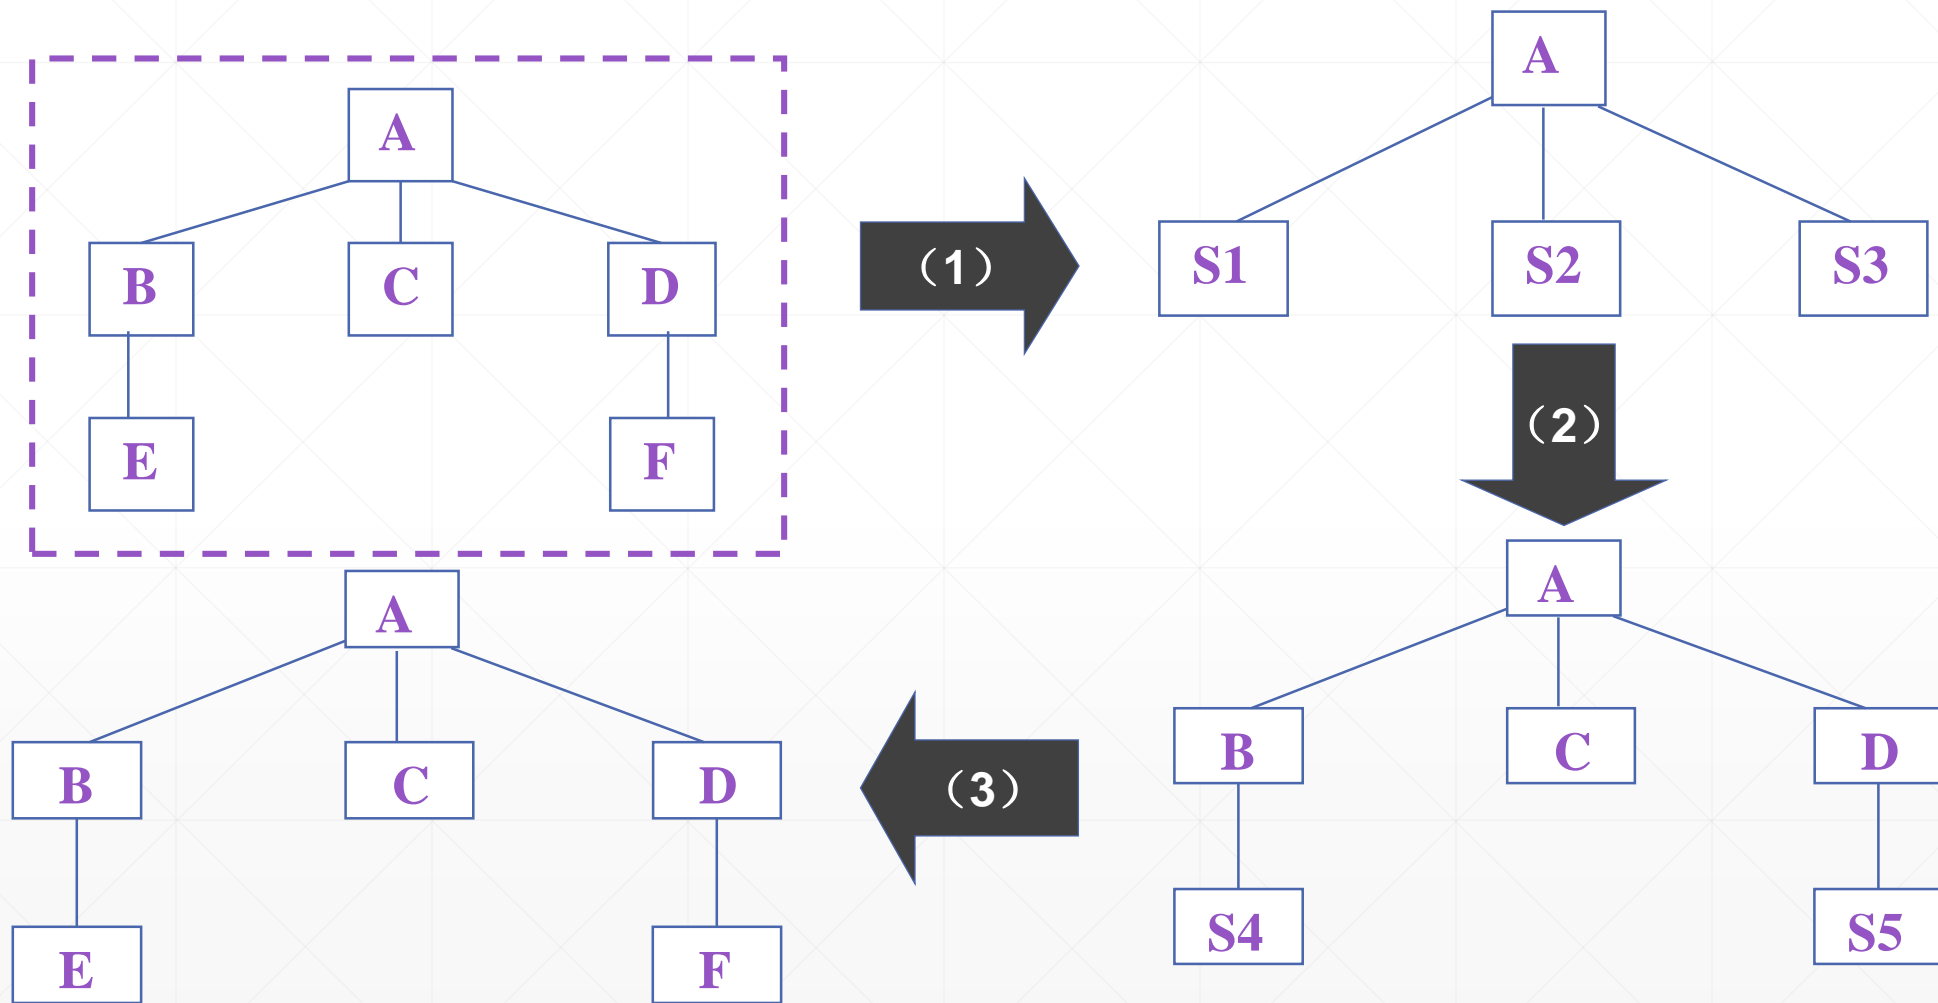 A
B C D
E F
（1）
A
S1 S2 S3
（2）
A
B C D
S4 S5
（3）
A
B C D
E F